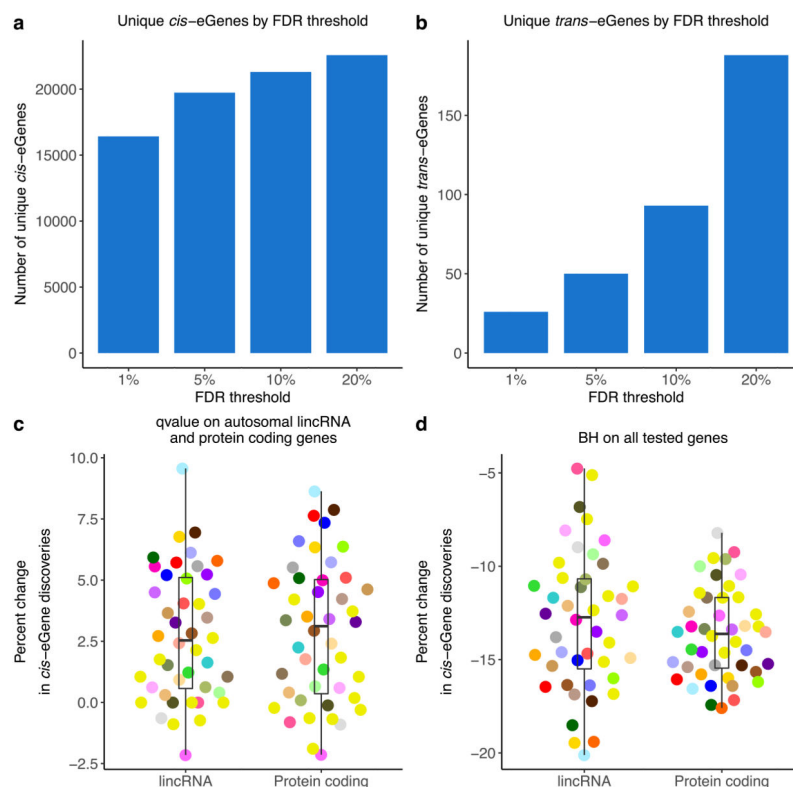 a
Unique cis−eGenes by FDR threshold
Number of unique cis−eGenes
20000
15000
10000
5000
0
1%
5%
10%
20%
FDR threshold
b
Unique trans−eGenes by FDR threshold
Number of unique trans−eGenes
150
100
50
0
1%
5%
10%
20%
FDR threshold
c
qvalue on autosomal lincRNA
and protein coding genes
Percent change
in cis−eGene discoveries
10.0
7.5
5.0
2.5
0.0
−2.5
lincRNA
Protein coding
d
BH on all tested genes
Percent change
in cis−eGene discoveries
−5
−10
−15
−20
lincRNA
Protein coding